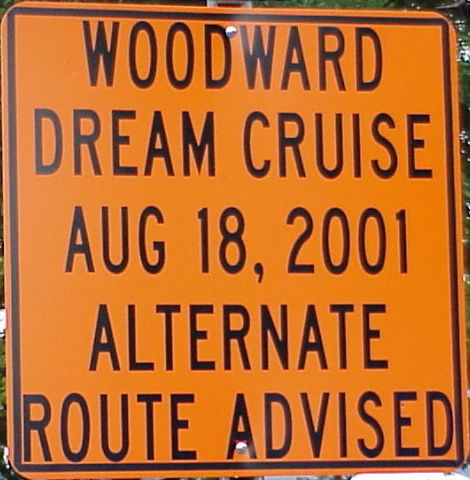 WOODWARD
DREAM CRUISE
AUG 18, 2001
ALTERNATE
ROUTE ADVISED